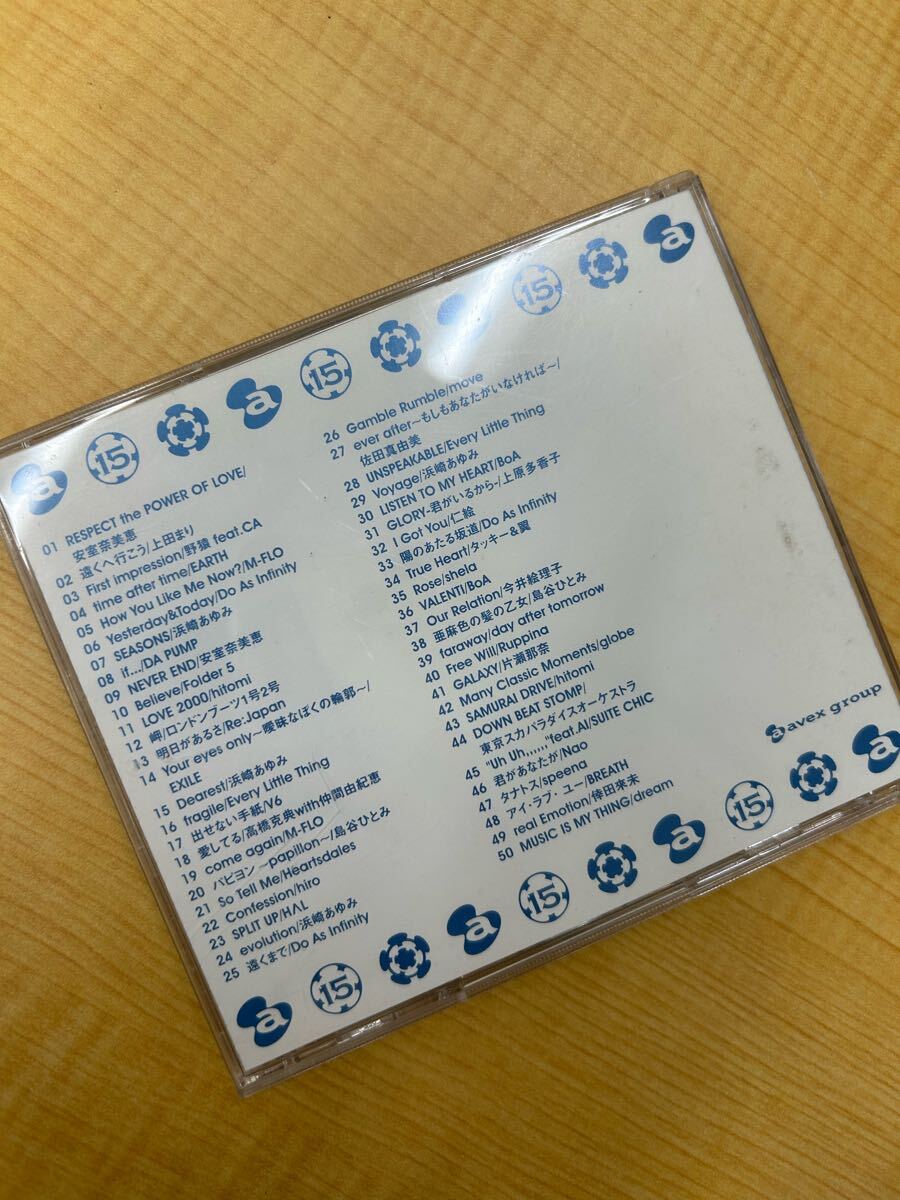 a 15 a 15 a 15 a
01 RESPECT the POWER OF LOVE/
安室奈美恵
02 遠くへ行こう/上田まり
03 First impression/野猿 feat.CA
04 time after time/EARTH
05 How You Like Me Now?/M-FLO
06 Yesterday&Today/Do As Infinity
07 SEASONS/浜崎あゆみ
08 if.../DA PUMP
09 NEVER END/安室奈美恵
10 Believe/Folder 5
11 LOVE 2000/hitomi
12 岬/ロンドンブーツ1号2号
13 明日があるさ/Re:Japan
14 Your eyes only~曖昧なぼくの輪郭~/
EXILE
15 Dearest/浜崎あゆみ
16 fragile/Every Little Thing
17 出せない手紙/V6
18 愛してる/高橋克典with仲間由紀恵
19 come again/M-FLO
20 パピヨン~papillon~/島谷ひとみ
21 So Tell Me/Heartsdales
22 Confession/hiro
23 SPLIT UP/HΛL
24 evolution/浜崎あゆみ
25 遠くまで/Do As Infinity
26 Gamble Rumble/move
27 ever after~もしもあなたがいなければ~/
佐田真由美
28 UNSPEAKABLE/Every Little Thing
29 Voyage/浜崎あゆみ
30 LISTEN TO MY HEART/BoA
31 GLORY-君がいるから-/上原多香子
32 I Got You/仁絵
33 陽のあたる坂道/Do As Infinity
34 True Heart/タッキー&翼
35 Rose/shela
36 VALENTI/BoA
37 Our Relation/今井絵理子
38 亜麻色の髪の乙女/島谷ひとみ
39 faraway/day after tomorrow
40 Free Will/Ruppina
41 GALAXY/片瀬那奈
42 Many Classic Moments/globe
43 SAMURAI DRIVE/hitomi
44 DOWN BEAT STOMP/
東京スカパラダイスオーケストラ
45 "Uh Uh,,,,,,"feat.AI/SUITE CHIC
46 君があなたが/Nao
47 タナトス/speena
48 アイ・ラブ・ユー/BREATH
49 real Emotion/倖田來未
50 MUSIC IS MY THING/dream
a avex group
a 15 a 15 a 15 a